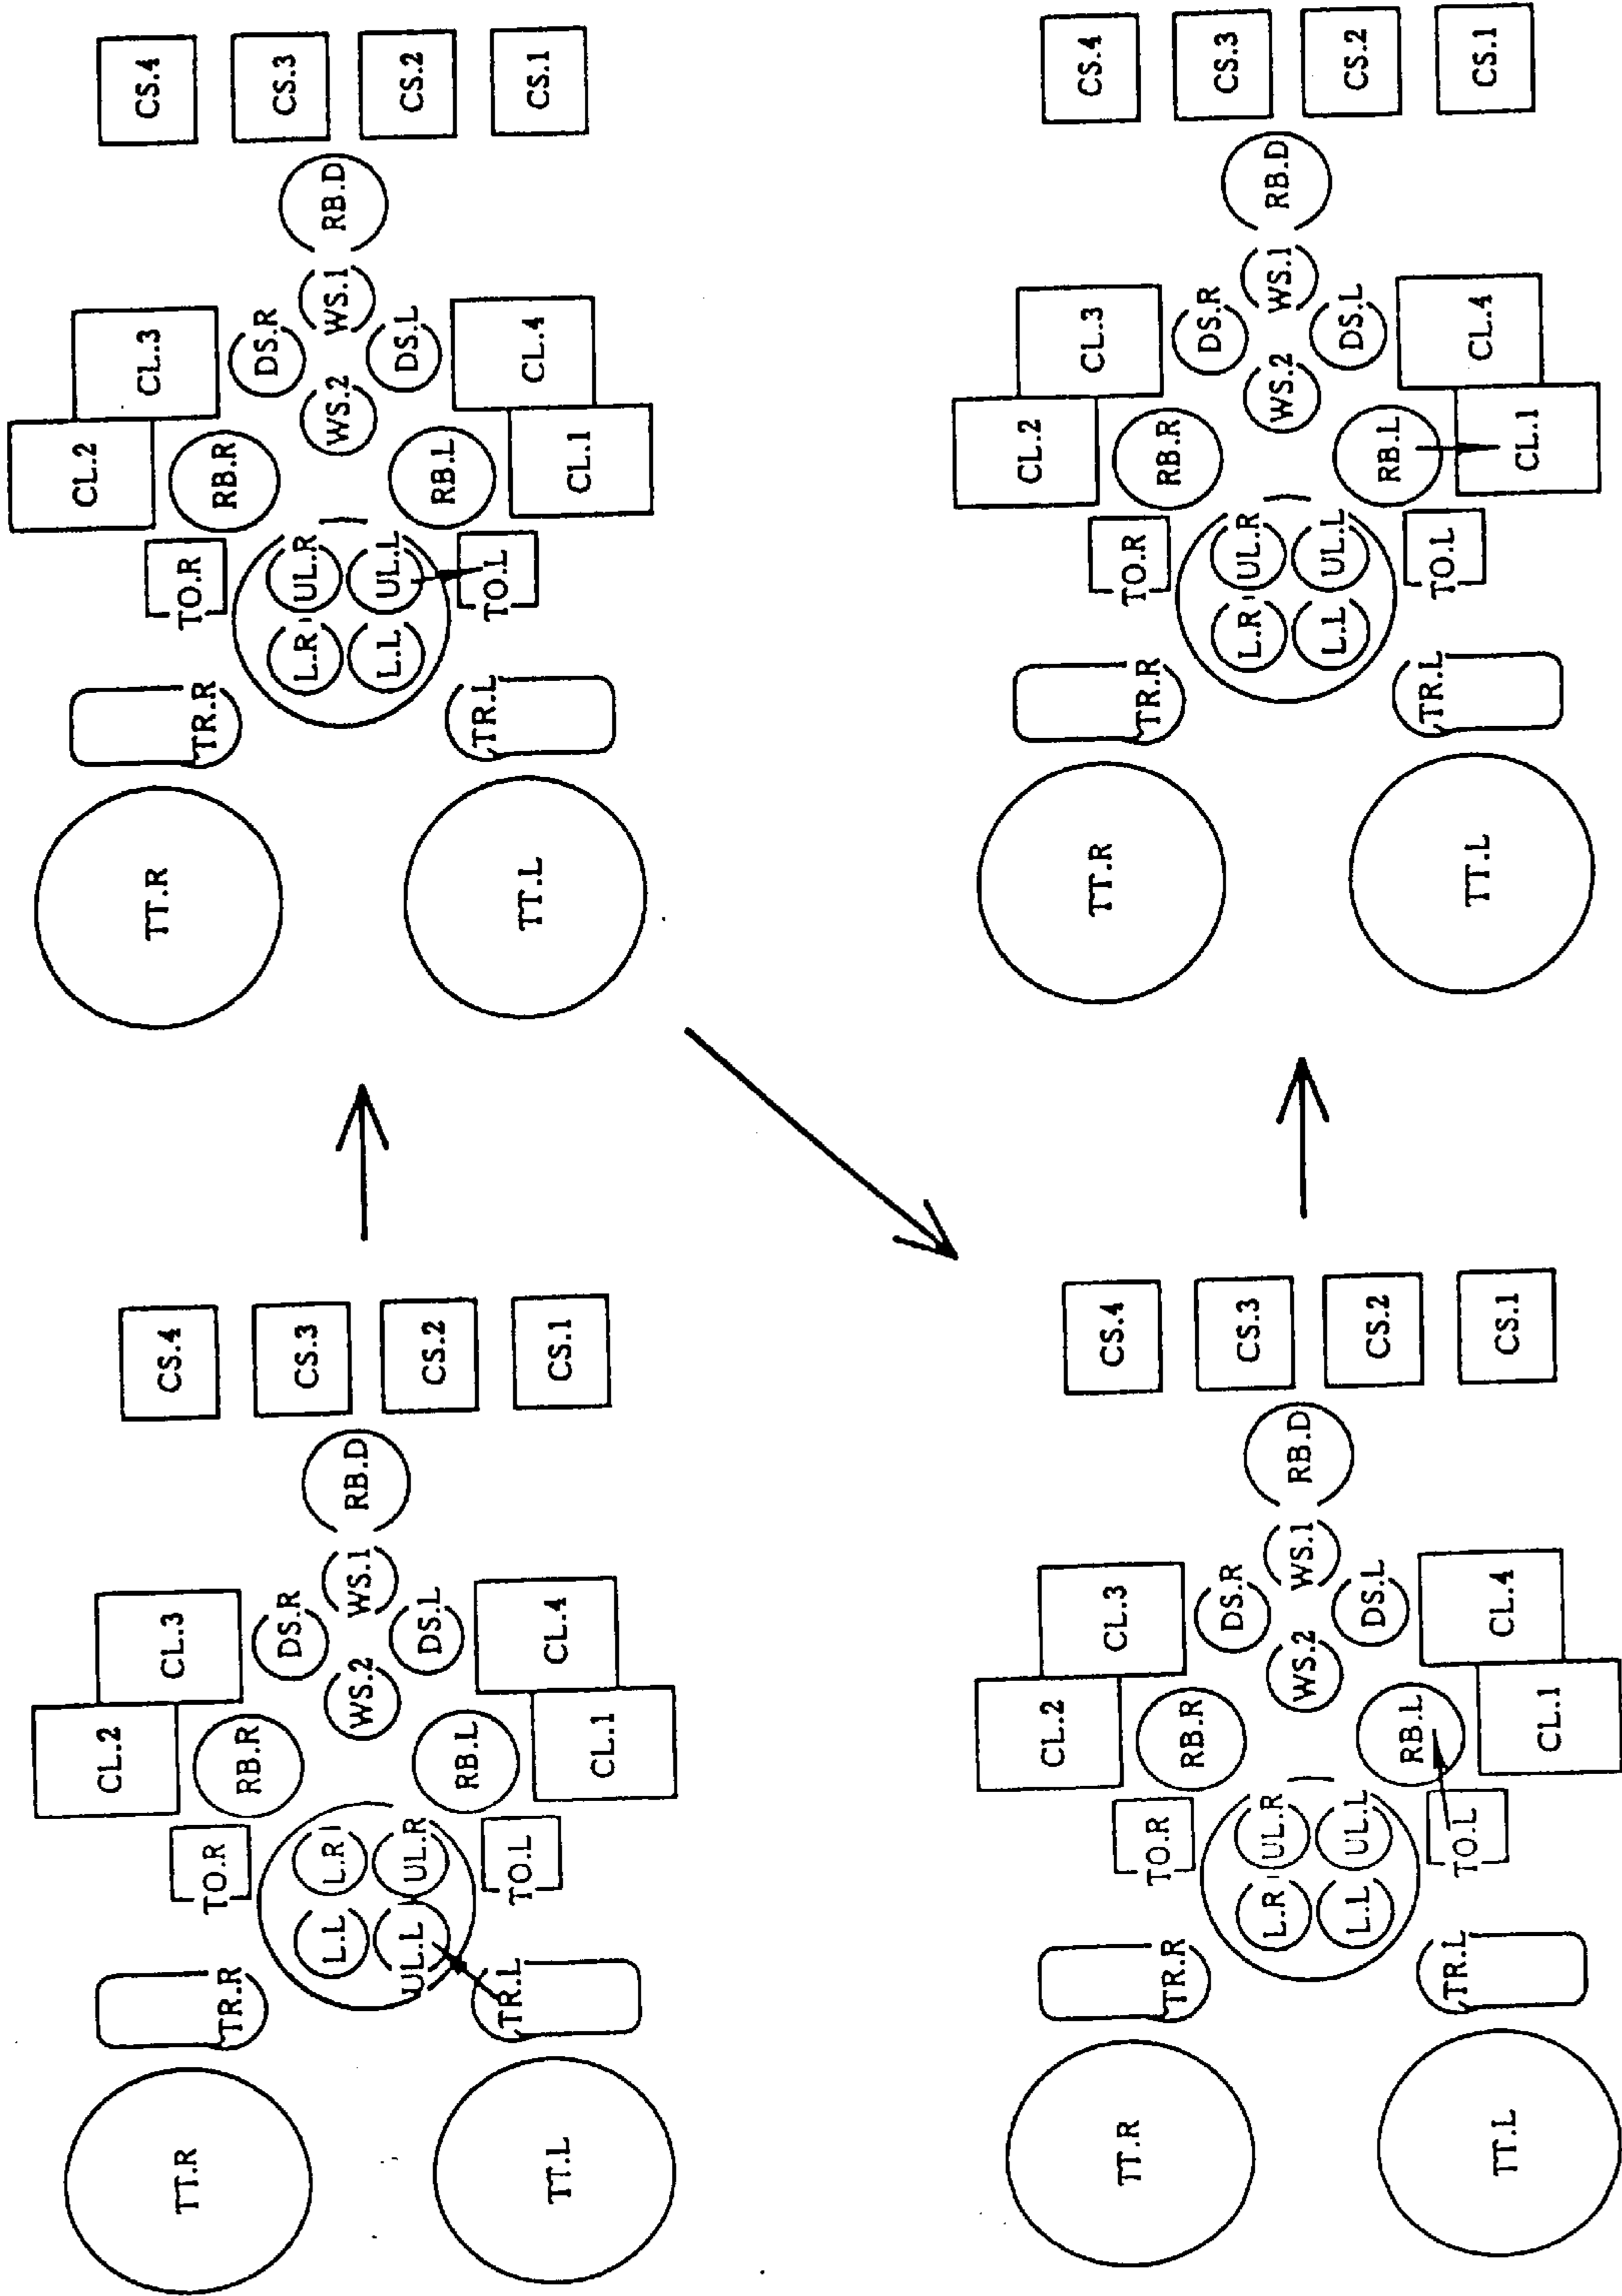 CL.2
TT.R
CL.3
CS.4
TR.R
TO.R
RB.R
DS.R
CS.3
L.L
L.R
WS.2
WS.1
RB.D
UL.L
UL.R
DS.L
CS.2
RB.L
TR.L
TO.L
TT.L
CL.4
CS.1
CL.1
CL.2
TT.R
CL.3
CS.4
TR.R
TO.R
RB.R
DS.R
CS.3
L.R
UL.R
WS.2
WS.1
RB.D
L.L
UL.L
DS.L
CS.2
RB.L
TR.L
TO.L
TT.L
CL.4
CS.1
CL.1
CL.2
TT.R
CL.3
CS.4
TR.R
TO.R
RB.R
DS.R
CS.3
L.R
UL.R
WS.2
WS.1
RB.D
L.L
UL.L
DS.L
CS.2
RB.L
TR.L
TO.L
TT.L
CL.4
CS.1
CL.1
CL.2
TT.R
CL.3
CS.4
TR.R
TO.R
RB.R
DS.R
CS.3
L.R
UL.R
WS.2
WS.1
RB.D
L.L
UL.L
DS.L
CS.2
RB.L
TR.L
TO.L
TT.L
CL.4
CS.1
CL.1